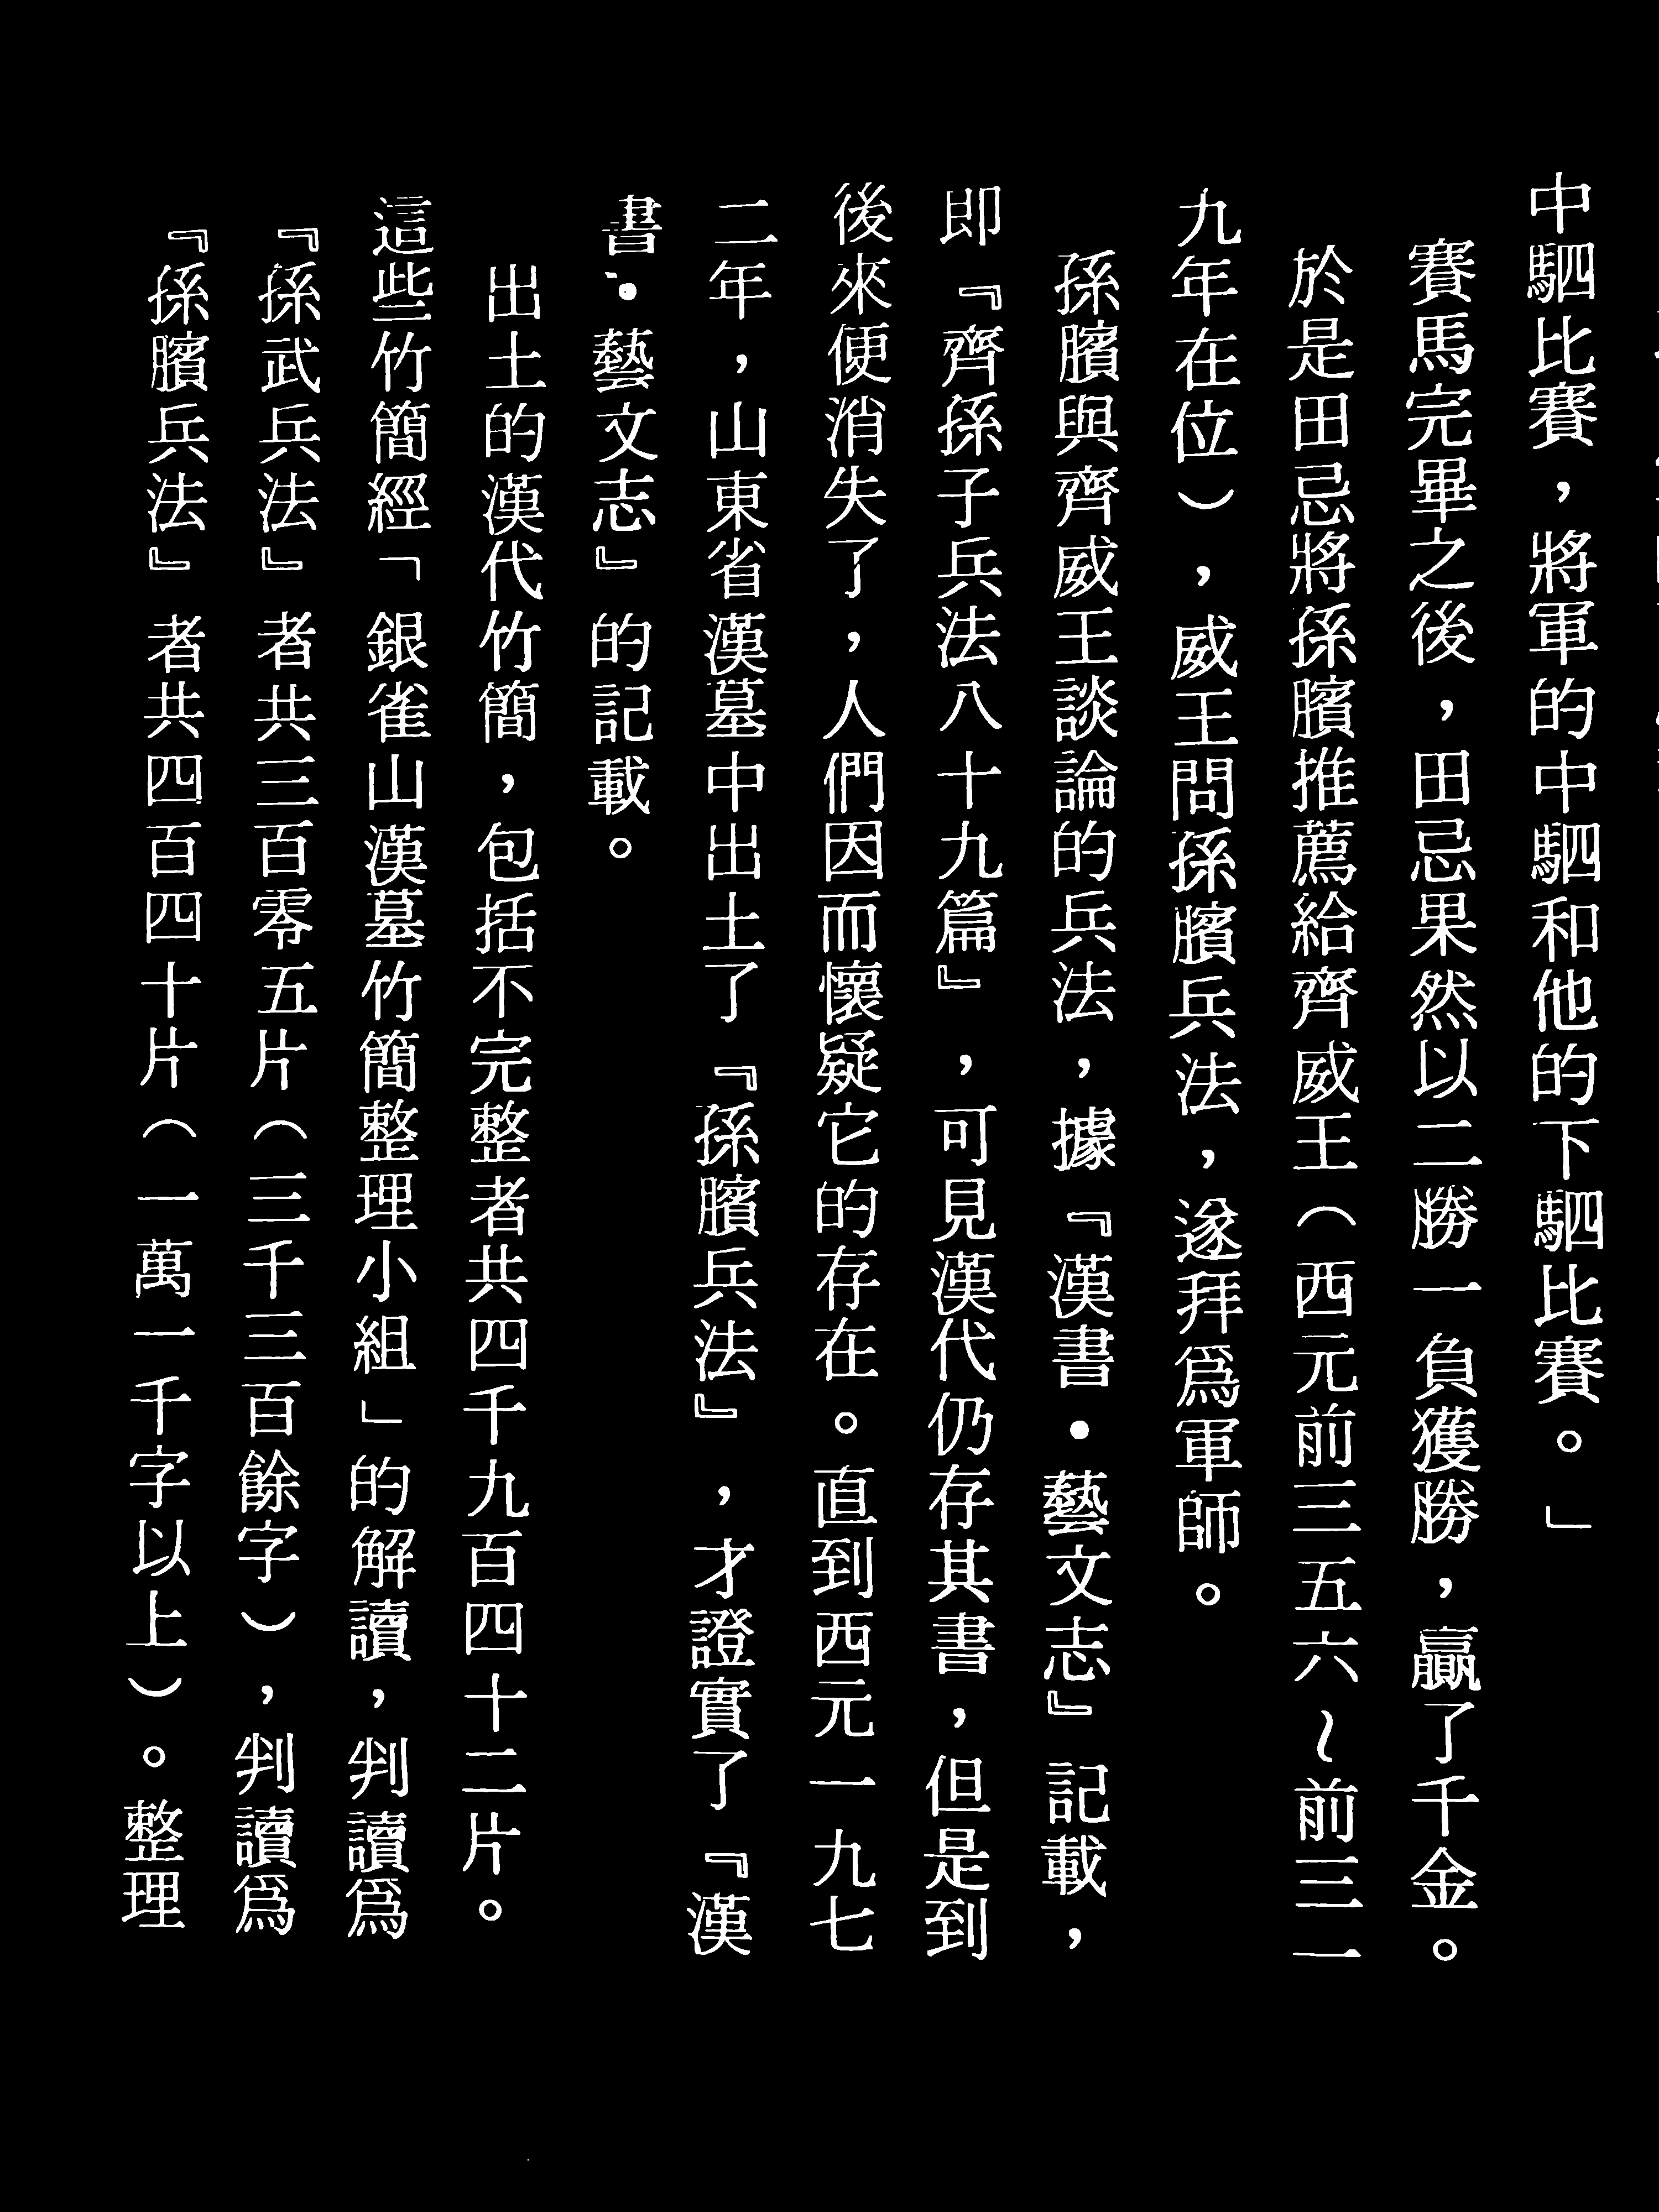 中駟比賽，將軍的中駟和他的下駟比賽。」
賽馬完畢之後，田忌果然以二勝一負獲勝，贏了千金。
於是田忌將孫臏推薦給齊威王（西元前三五六～前三二
九年在位），威王問孫臏兵法，遂拜爲軍師。
孫臏與齊威王談論的兵法，據『漢書·藝文志』記載，
即『齊孫子兵法八十九篇』，可見漢代仍存其書，但是到
後來便消失了，人們因而懷疑它的存在。直到西元一九七
二年，山東省漢墓中出土了『孫臏兵法』，才證實了『漢
書·藝文志』的記載。
出土的漢代竹簡，包括不完整者共四千九百四十二片。
這些竹簡經「銀雀山漢墓竹簡整理小組」的解讀，判讀爲
『孫武兵法』者共三百零五片（三千三百餘字），判讀爲
『孫臏兵法』者共四百四十片（一萬一千字以上）。整理